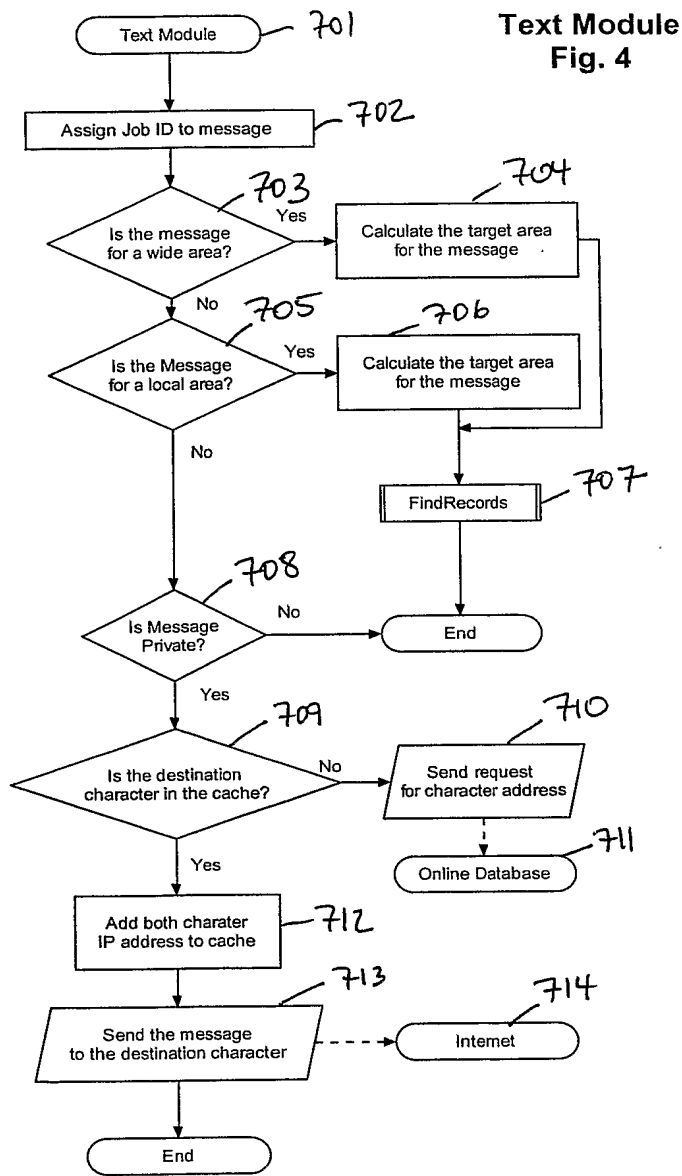 Text Module
Fig. 4
Text Module
701
Assign Job ID to message
702
703
Is the message
for a wide area?
Yes
704
Calculate the target area
for the message
No
705
Is the Message
for a local area?
Yes
706
Calculate the target area
for the message
No
FindRecords
707
708
Is Message
Private?
No
End
Yes
709
Is the destination
character in the cache?
No
710
Send request
for character address
Yes
711
Online Database
Add both charater
IP address to cache
712
713
Send the message
to the destination character
714
Internet
End